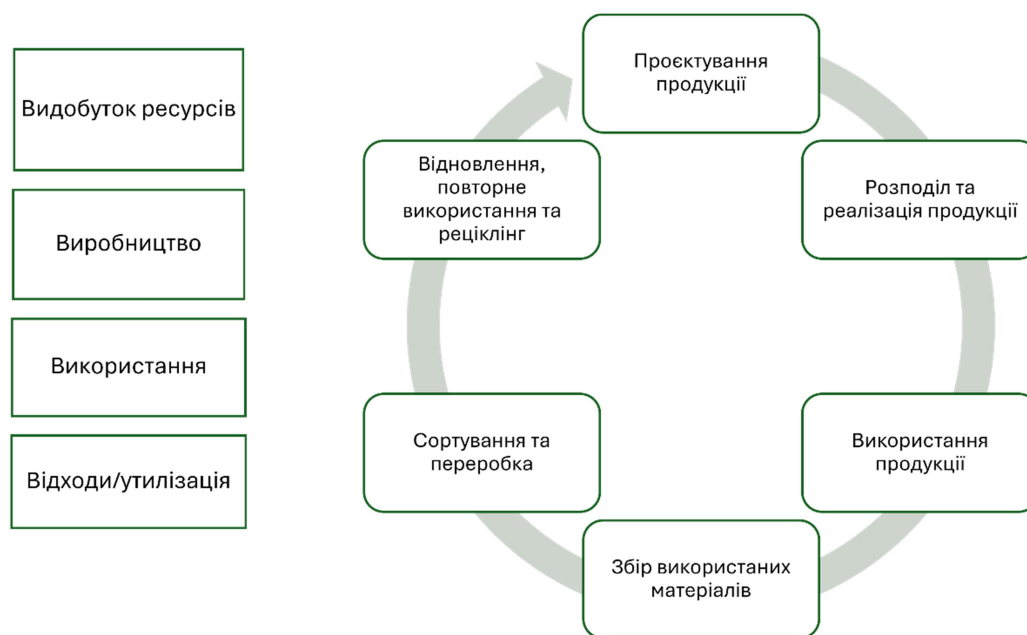 Видобуток ресурсів
Виробництво
Використання
Відходи/утилізація
Проєктування
продукції
Розподіл та
реалізація продукції
Використання
продукції
Збір використаних
матеріалів
Сортування та
переробка
Відновлення,
повторне
використання та
реціклінг